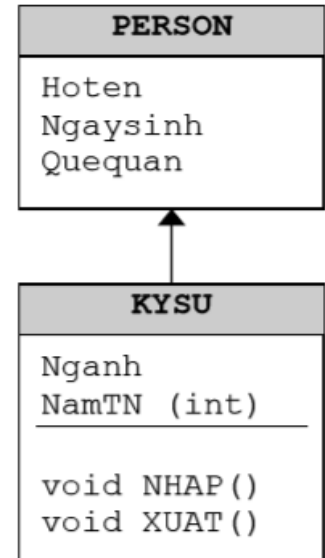 PERSON
Hoten
Ngaysinh
Quequan
KYSU
Nganh
NamTN (int)
void NHAP()
void XUAT()